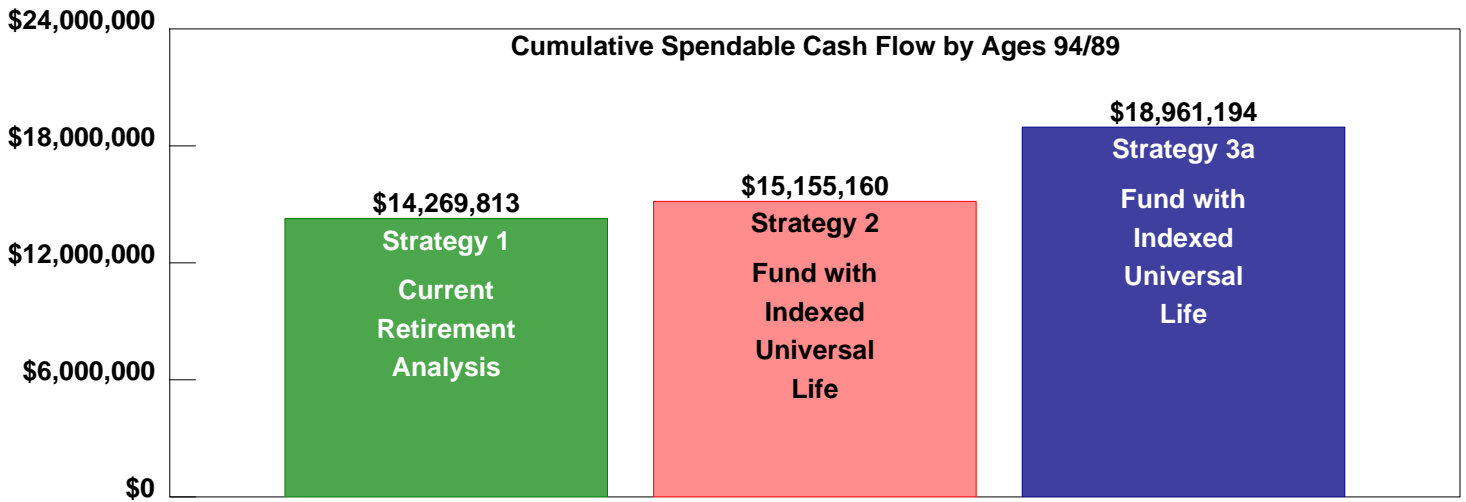 Cumulative Spendable Cash Flow by Ages 94/89
$24,000,000
$18,000,000
$12,000,000
$6,000,000
$0
$14,269,813
Strategy 1
Current
Retirement
Analysis
$15,155,160
Strategy 2
Fund with
Indexed
Universal
Life
$18,961,194
Strategy 3a
Fund with
Indexed
Universal
Life